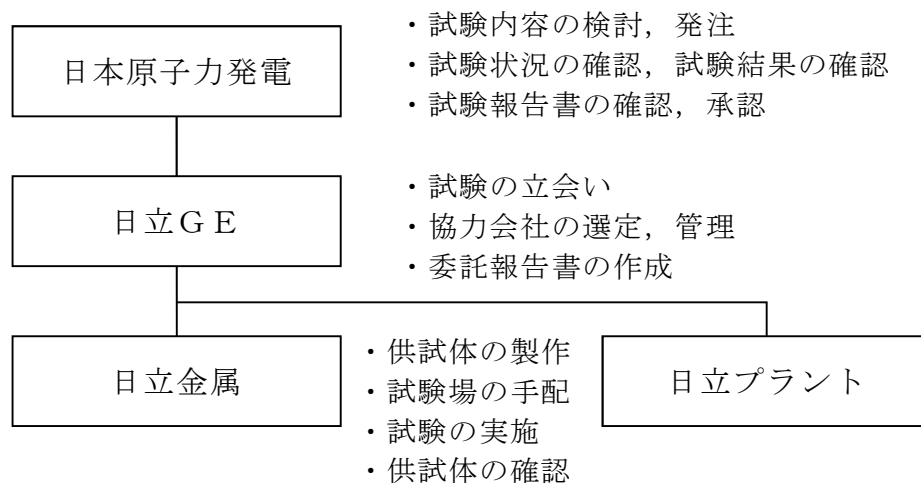 日本原子力発電
・試験内容の検討，発注
・試験状況の確認，試験結果の確認
・試験報告書の確認，承認
日立ＧＥ
・試験の立会い
・協力会社の選定，管理
・委託報告書の作成
日立金属
・供試体の製作
・試験場の手配
・試験の実施
・供試体の確認
日立プラント